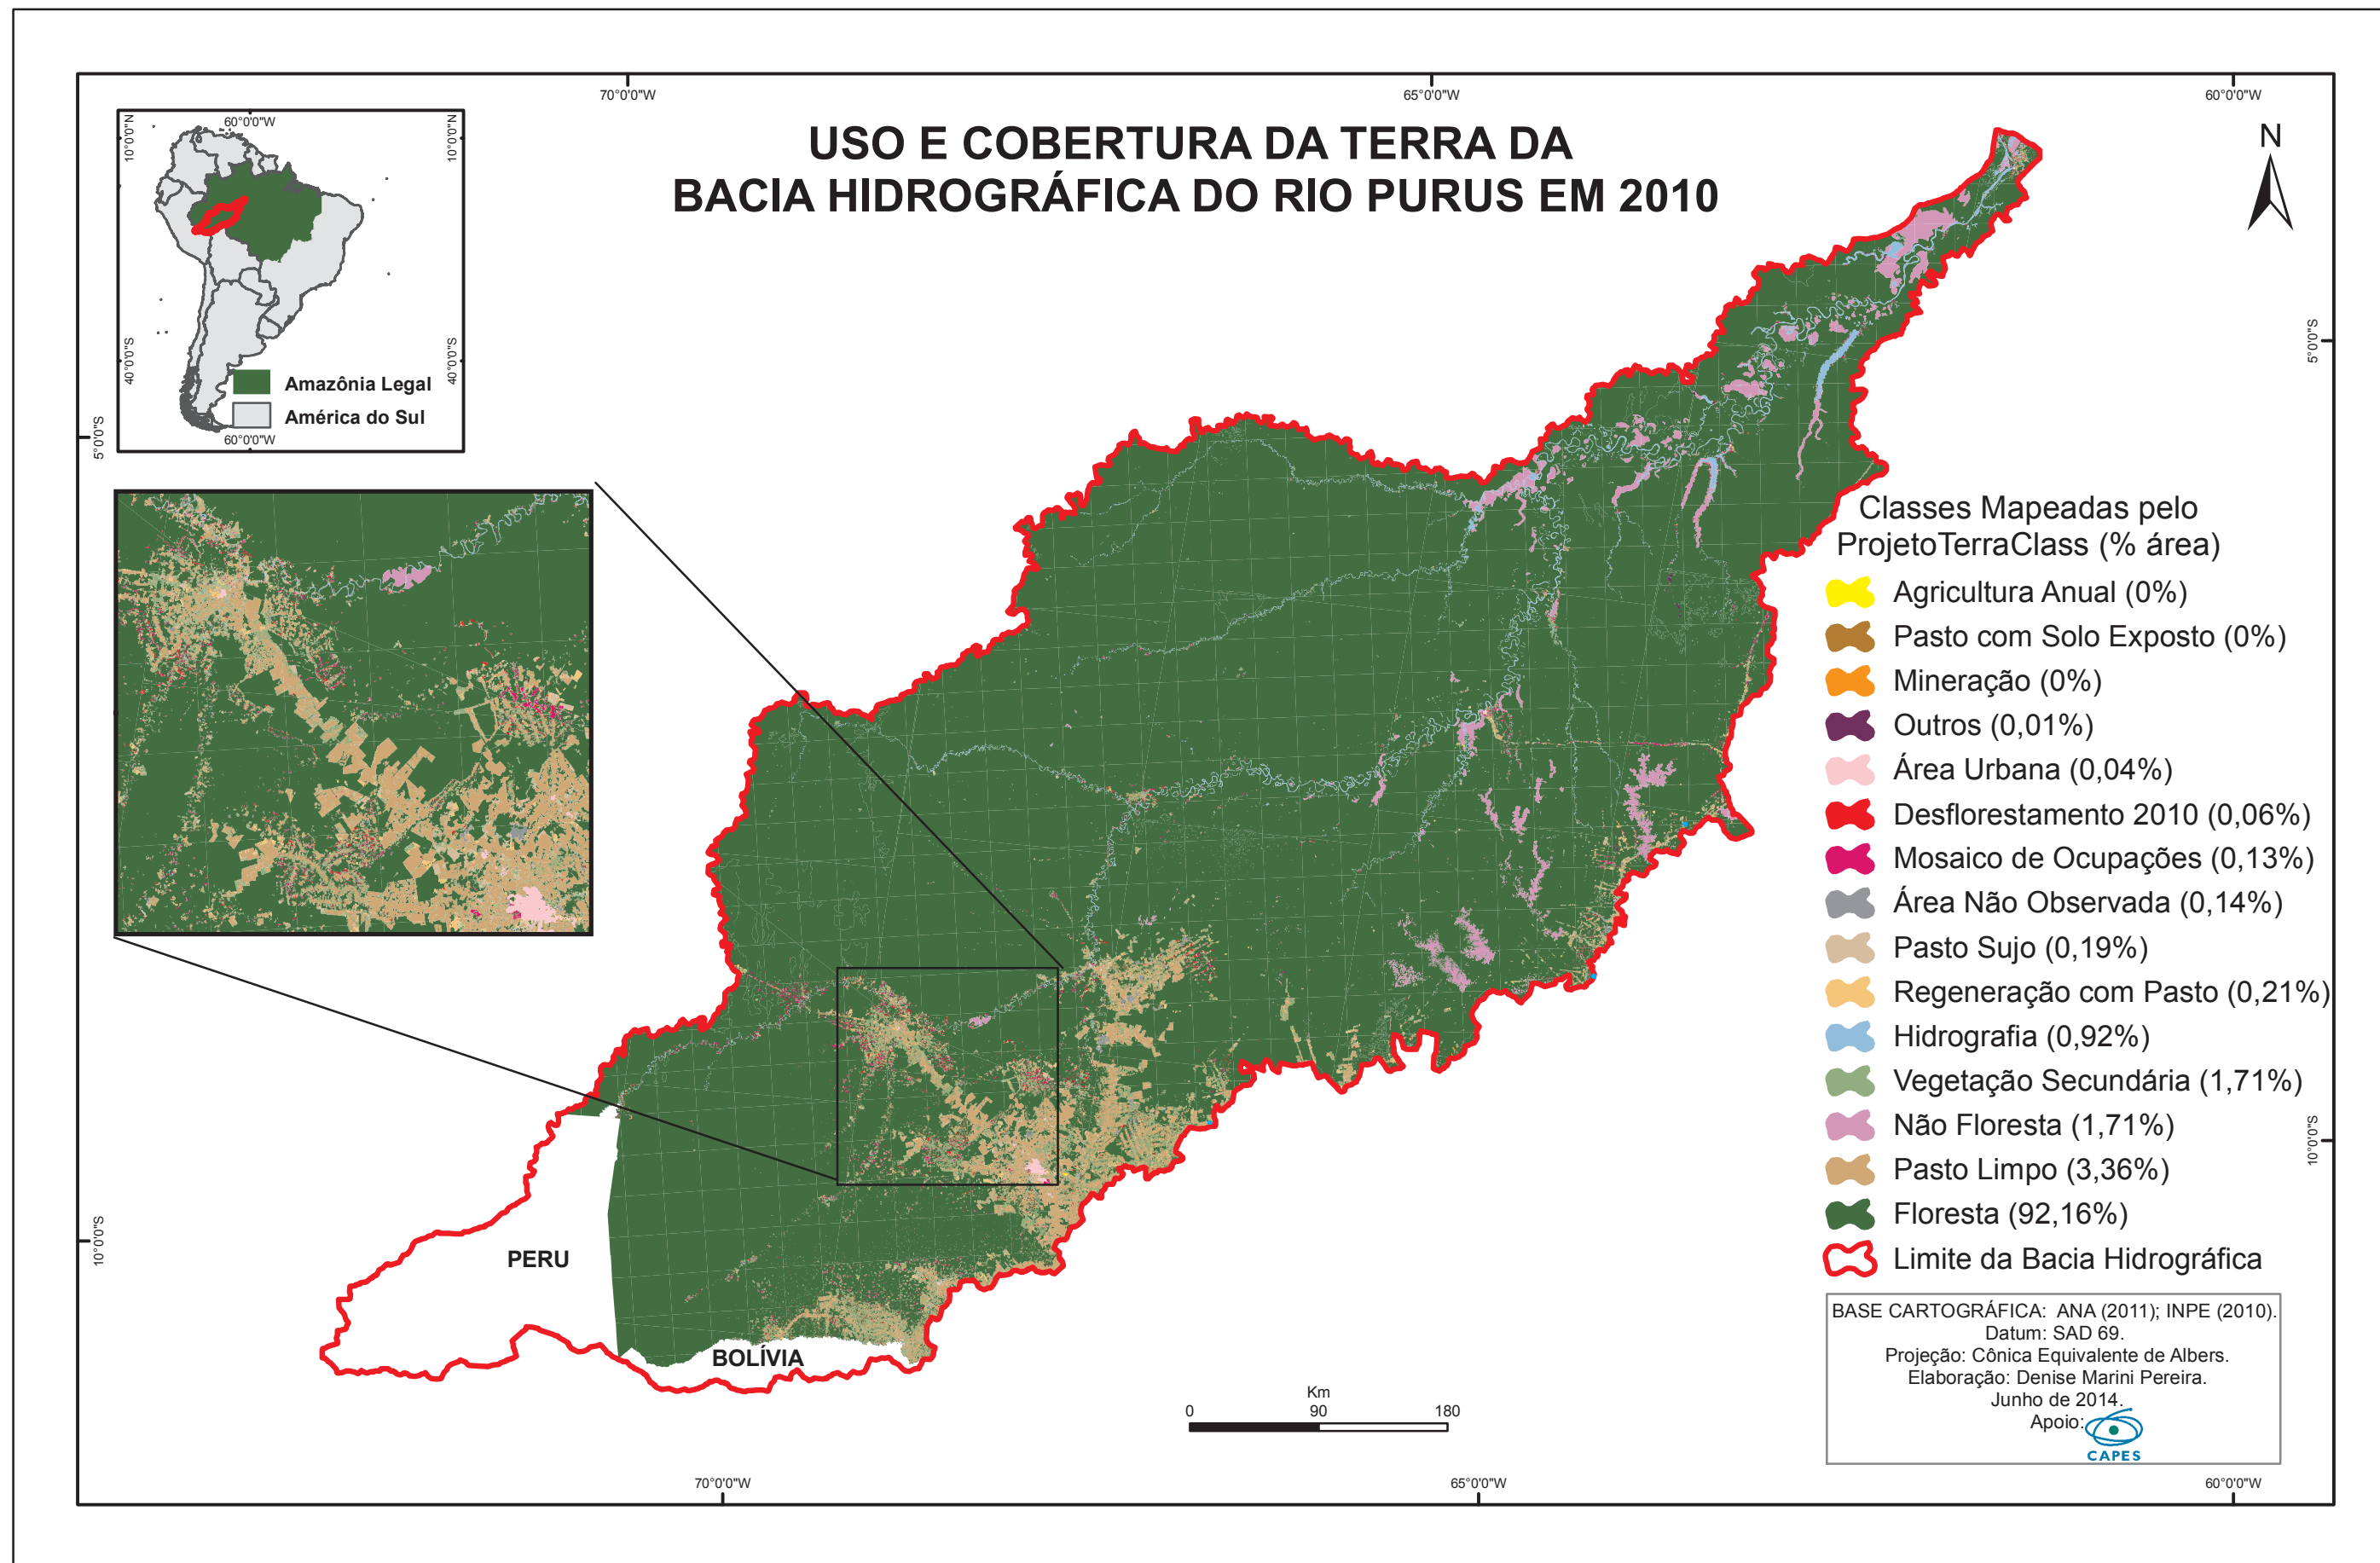 70°0'0"W
65°0'0"W
60°0'0"W
USO E COBERTURA DA TERRA DA
BACIA HIDROGRÁFICA DO RIO PURUS EM 2010
N
60°0'0"W
10°0'0"N
10°0'0"N
40°0'0"S
40°0'0"S
Amazônia Legal
América do Sul
60°0'0"W
5°0'0"S
5°0'0"S
Classes Mapeadas pelo
ProjetoTerraClass (% área)
Agricultura Anual (0%)
Pasto com Solo Exposto (0%)
Mineração (0%)
Outros (0,01%)
Área Urbana (0,04%)
Desflorestamento 2010 (0,06%)
Mosaico de Ocupações (0,13%)
Área Não Observada (0,14%)
Pasto Sujo (0,19%)
Regeneração com Pasto (0,21%)
Hidrografia (0,92%)
Vegetação Secundária (1,71%)
Não Floresta (1,71%)
Pasto Limpo (3,36%)
Floresta (92,16%)
Limite da Bacia Hidrográfica
10°0'0"S
10°0'0"S
PERU
BOLÍVIA
Km
0 90 180
BASE CARTOGRÁFICA: ANA (2011); INPE (2010).
Datum: SAD 69.
Projeção: Cônica Equivalente de Albers.
Elaboração: Denise Marini Pereira.
Junho de 2014.
Apoio:
CAPES
70°0'0"W
65°0'0"W
60°0'0"W